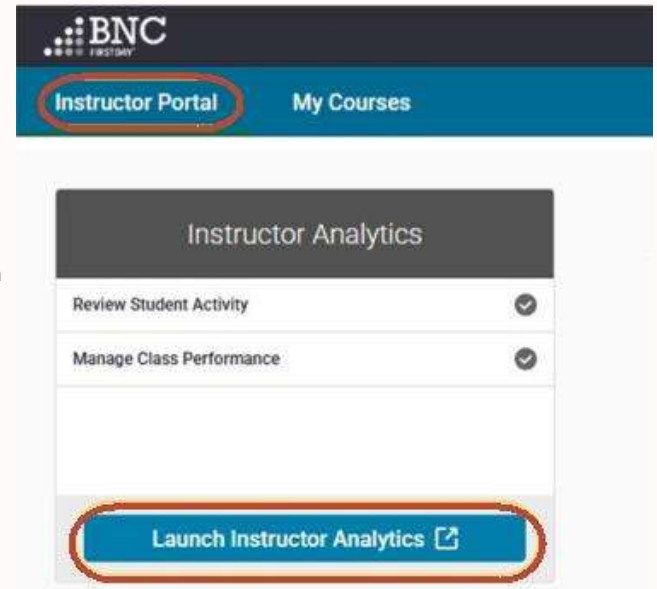 BNC
FIRSTDAY
Instructor Portal My Courses
Instructor Analytics
Review Student Activity
Manage Class Performance
Launch Instructor Analytics